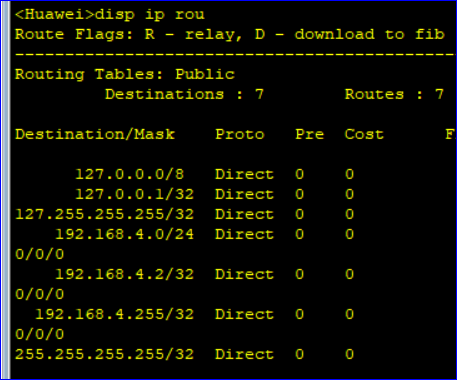 <Huawei>disp ip rou
Route Flags: R - relay, D - download to fib
------------------------------------------------
Routing Tables: Public
         Destinations : 7        Routes : 7

Destination/Mask    Proto   Pre  Cost      F

      127.0.0.0/8   Direct  0    0
      127.0.0.1/32  Direct  0    0
127.255.255.255/32  Direct  0    0
    192.168.4.0/24  Direct  0    0
0/0/0
    192.168.4.2/32  Direct  0    0
0/0/0
  192.168.4.255/32  Direct  0    0
0/0/0
255.255.255.255/32  Direct  0    0